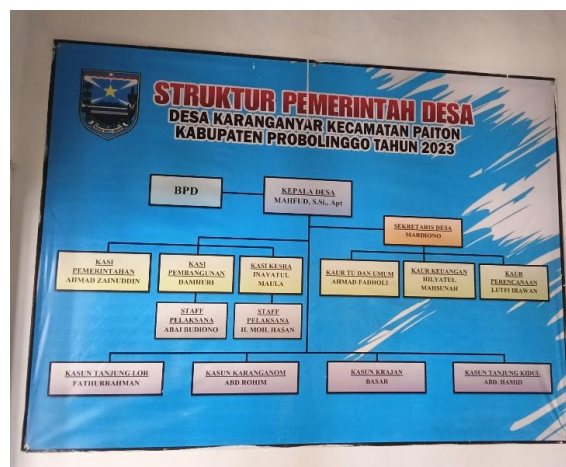 STRUKTUR PEMERINTAH DESA
DESA KARANGANYAR KECAMATAN PAITON
KABUPATEN PROBOLINGGO TAHUN 2023
BPD
KEPALA DESA
MAHFUD, S.Si., Apt
SEKRETARIS DESA
MARDIONO
KASI
PEMERINTAHAN
AHMAD ZAINUDDIN
KASI
PEMBANGUNAN
DAMHURI
KASI KESRA
INAYATUL
MAULA
KAUR TU DAN UMUM
AHMAD FADHOLI
KAUR KEUANGAN
HILYATUL
MAHSUNAH
KAUR
PERENCANAAN
LUTFI IRAWAN
STAFF
PELAKSANA
ABAI BUDIONO
STAFF
PELAKSANA
H. MOH. HASAN
KASUN TANJUNG LOR
FATHURRAHMAN
KASUN KARANGANOM
ABD ROHIM
KASUN KRAJAN
BASAR
KASUN TANJUNG KIDUL
ABD. HAMID